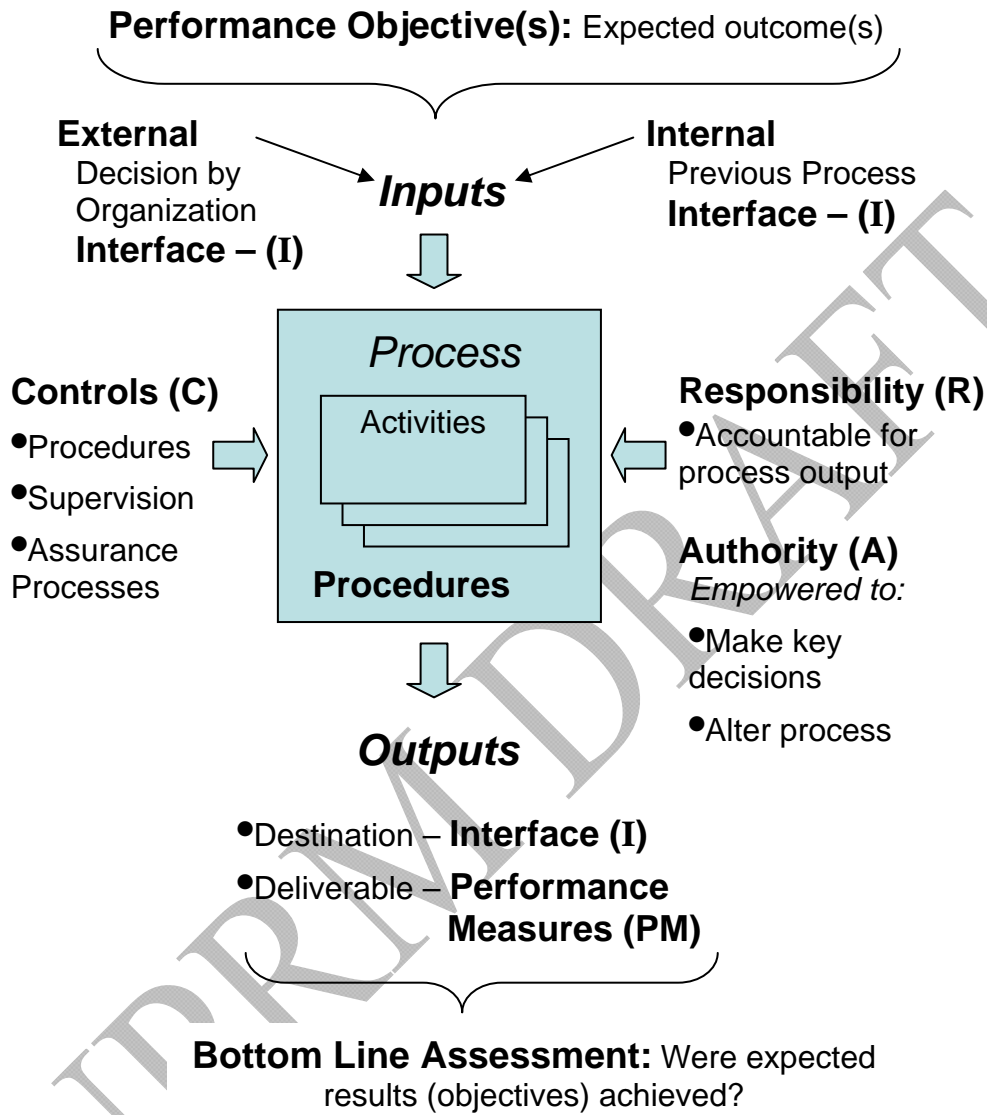 Performance Objective(s): Expected outcome(s)
External
Decision by
Organization
Interface – (I)
Inputs
Internal
Previous Process
Interface – (I)
Process
Activities
Procedures
Controls (C)
●Procedures
●Supervision
●Assurance
Processes
Responsibility (R)
●Accountable for
process output
Authority (A)
Empowered to:
●Make key
decisions
●Alter process
Outputs
●Destination – Interface (I)
●Deliverable – Performance
Measures (PM)
Bottom Line Assessment: Were expected
results (objectives) achieved?
DRAFT